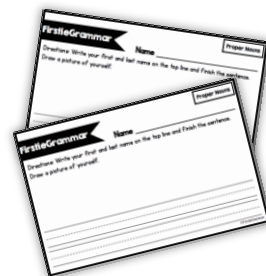 FirstieGrammar
Proper Nouns
Name
Directions: Write your first and last name on the top line and finish the sentence.
Draw a picture of yourself.
FirstieGrammar
Proper Nouns
Name
Directions: Write your first and last name on the top line and finish the sentence.
Draw a picture of yourself.